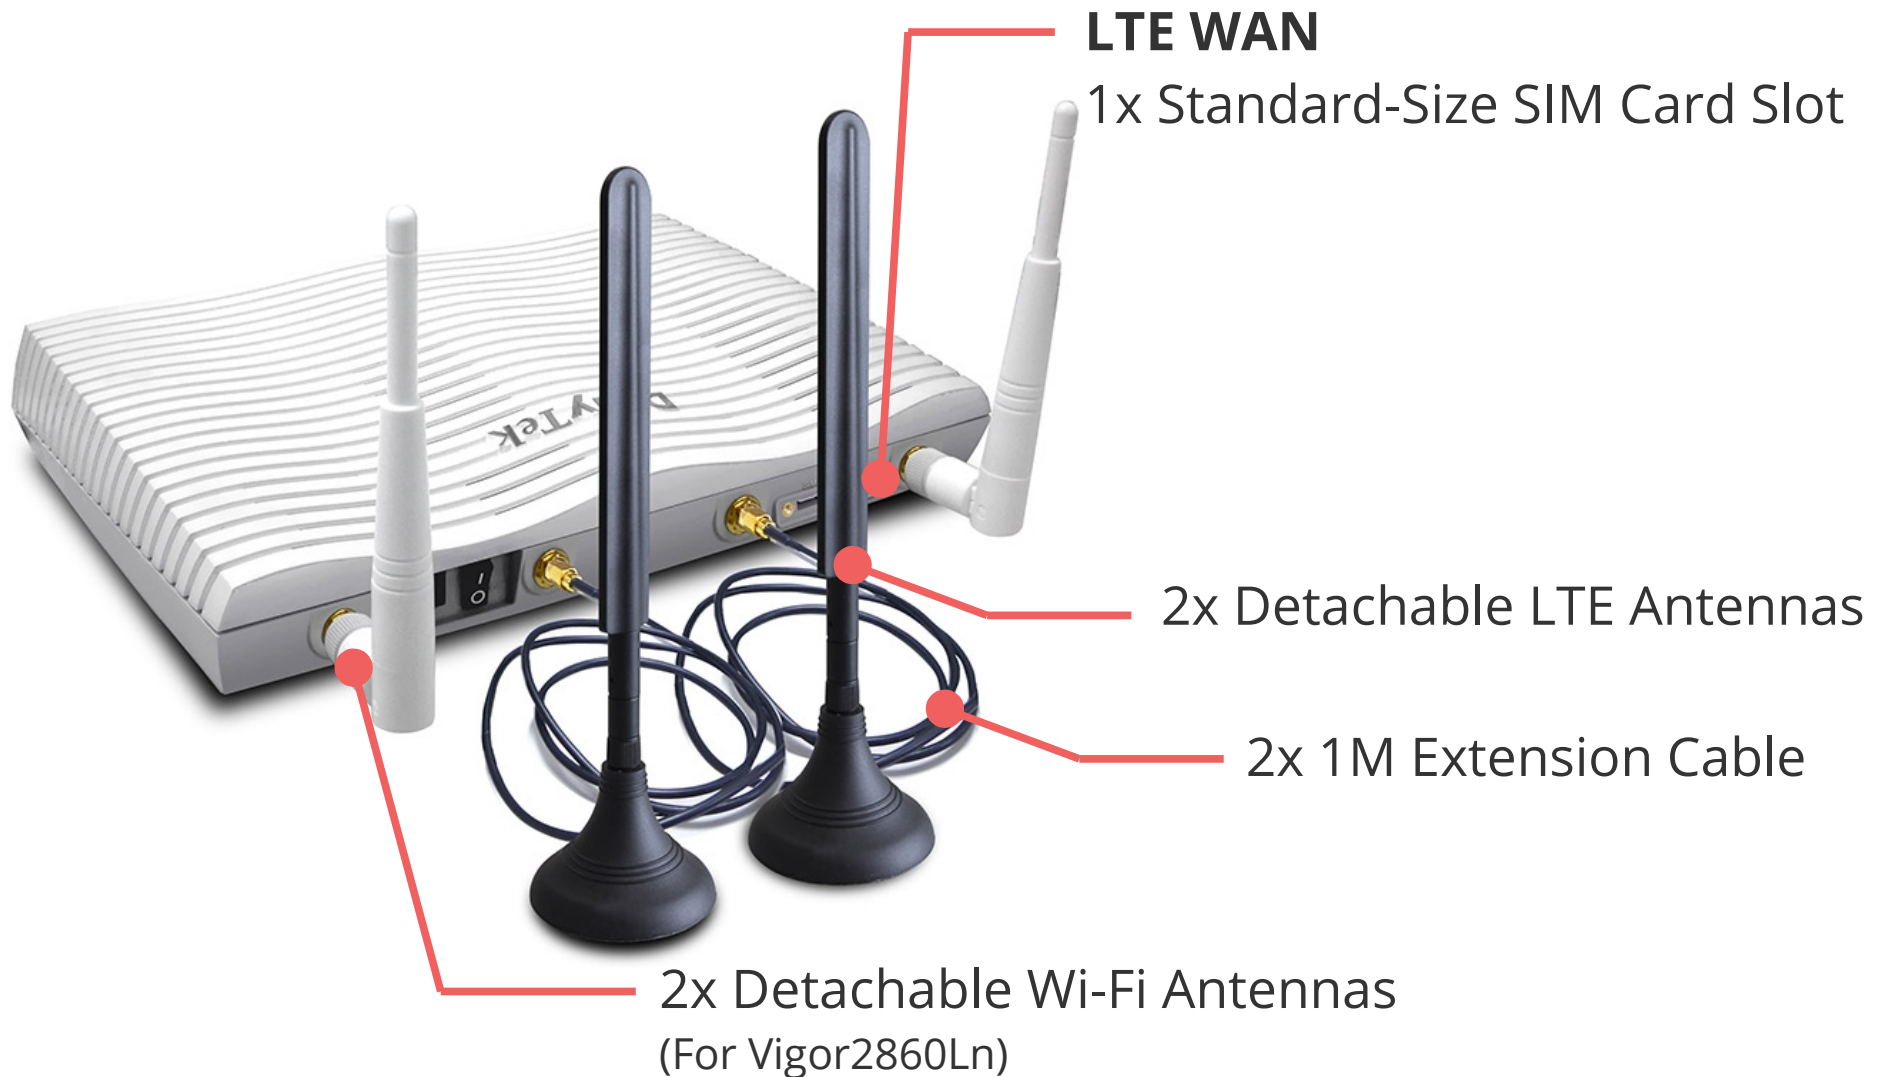 LTE WAN
1x Standard-Size SIM Card Slot
DrayTek
2x Detachable LTE Antennas
2x 1M Extension Cable
2x Detachable Wi-Fi Antennas
(For Vigor2860Ln)